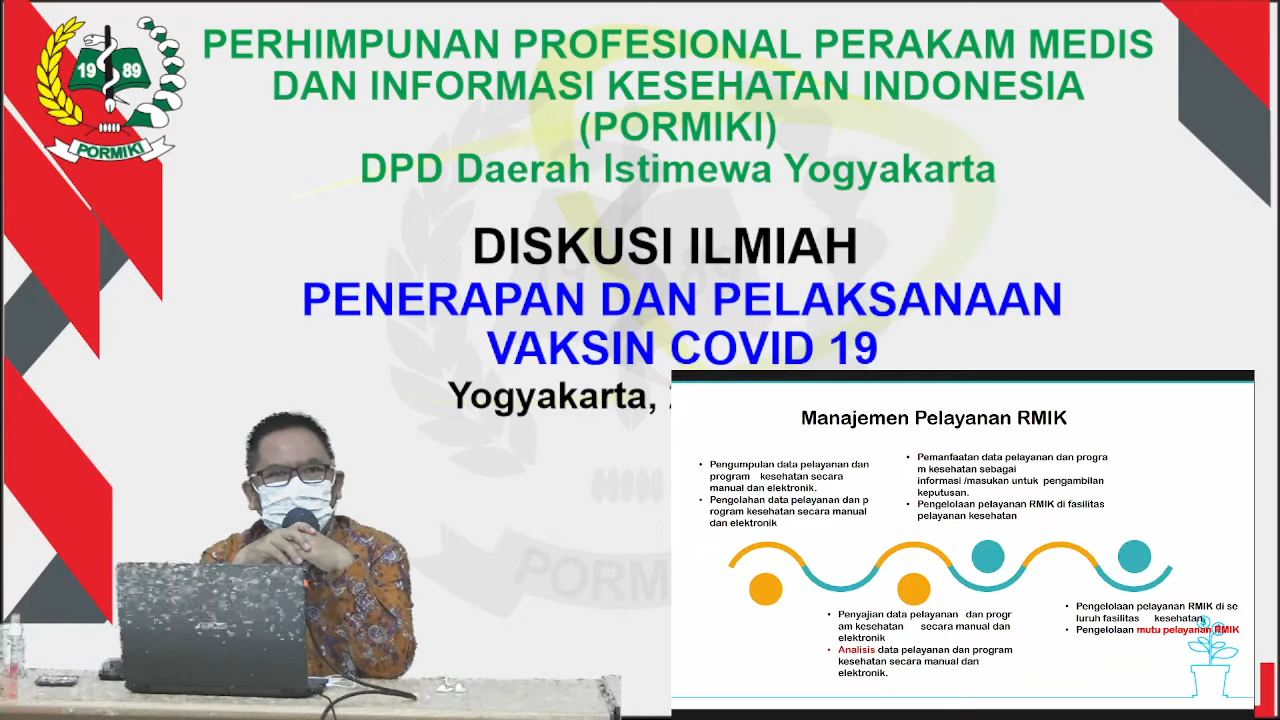 PERHIMPUNAN PROFESIONAL PERAKAM MEDIS
DAN INFORMASI KESEHATAN INDONESIA
(PORMIKI)
DPD Daerah Istimewa Yogyakarta
19 89
PORMIKI
DISKUSI ILMIAH
PENERAPAN DAN PELAKSANAAN
VAKSIN COVID 19
Yogyakarta,
Manajemen Pelayanan RMIK
• Pengumpulan data pelayanan dan
program kesehatan secara
manual dan elektronik.
• Pengolahan data pelayanan dan p
rogram kesehatan secara manual
dan elektronik
• Pemanfaatan data pelayanan dan progra
m kesehatan sebagai
informasi /masukan untuk pengambilan
keputusan.
• Pengelolaan pelayanan RMIK di fasilitas
pelayanan kesehatan
• Penyajian data pelayanan dan progr
am kesehatan secara manual dan
elektronik
• Analisis data pelayanan dan program
kesehatan secara manual dan
elektronik.
• Pengelolaan pelayanan RMIK di se
luruh fasilitas kesehatan
• Pengelolaan mutu pelayanan RMIK
ASUS
PORM